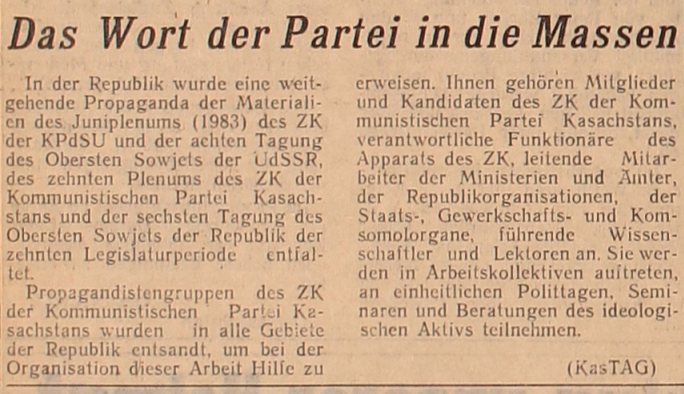 Das Wort der Partei in die Massen
In der Republik wurde eine weit-
gehende Propaganda der Materiali-
en des Juniplenums (1983) des ZK
der KPdSU und der achten Tagung
des Obersten Sowjets der UdSSR,
des zehnten Plenums des ZK der
Kommunistischen Partei Kasach-
stans und der sechsten Tagung des
Obersten Sowjets der Republik der
zehnten Legislaturperiode entfal-
tet.
Propagandistengruppen des ZK
der Kommunistischen Partei Ka-
sachstans wurden in alle Gebiete
der Republik entsandt, um bei der
Organisation dieser Arbeit Hilfe zu
erweisen. Ihnen gehören Mitglieder
und Kandidaten des ZK der Kom-
munistischen Partei Kasachstans,
verantwortliche Funktionäre des
Apparats des ZK, leitende Mitar-
beiter der Ministerien und Ämter,
der Republikorganisationen, der
Staats-, Gewerkschafts- und Kom-
somolorgane, führende Wissen-
schaftler und Lektoren an. Sie wer-
den in Arbeitskollektiven auftreten,
an einheitlichen Polittagen, Semi-
naren und Beratungen des ideologi-
schen Aktivs teilnehmen.
(KasTAG)